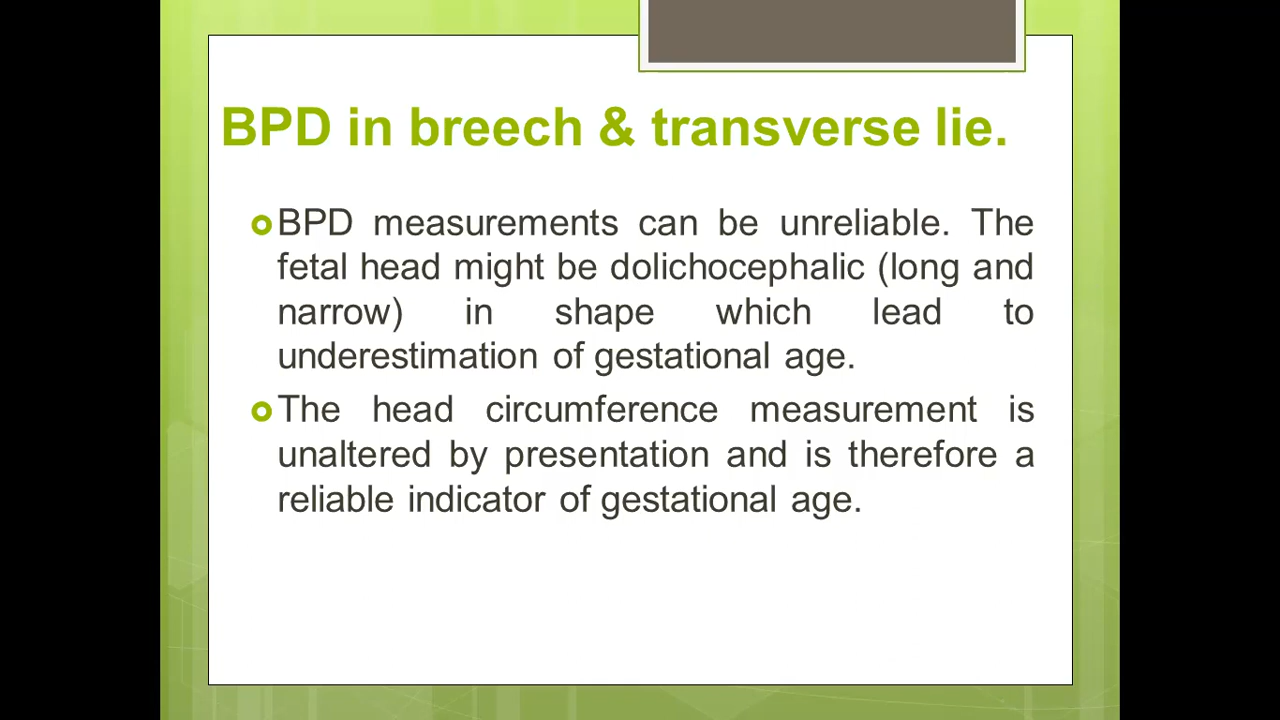 BPD in breech & transverse lie.
BPD measurements can be unreliable. The
fetal head might be dolichocephalic (long and
narrow) in shape which lead to
underestimation of gestational age.
The head circumference measurement is
unaltered by presentation and is therefore a
reliable indicator of gestational age.